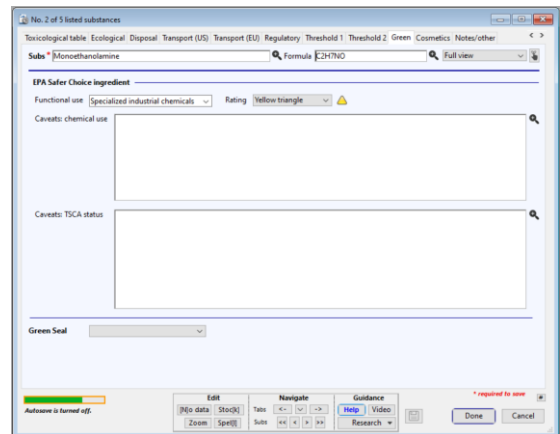 No. 2 of 5 listed substances
Toxicological table Ecological Disposal Transport (US) Transport (EU) Regulatory Threshold 1 Threshold 2 Green Cosmetics Notes/other < >
Subs * Monoethanolamine Formula C2H7NO Full view
EPA Safer Choice ingredient
Functional use Specialized industrial chemicals Rating Yellow triangle
Caveats: chemical use
Caveats: TSCA status
Green Seal
Edit Navigate Guidance * required to save #
[N]o data Stoc[k] Tabs <- -> Help Video
Autosave is turned off. Zoom Spel[l] Subs << < > >> Research Done Cancel